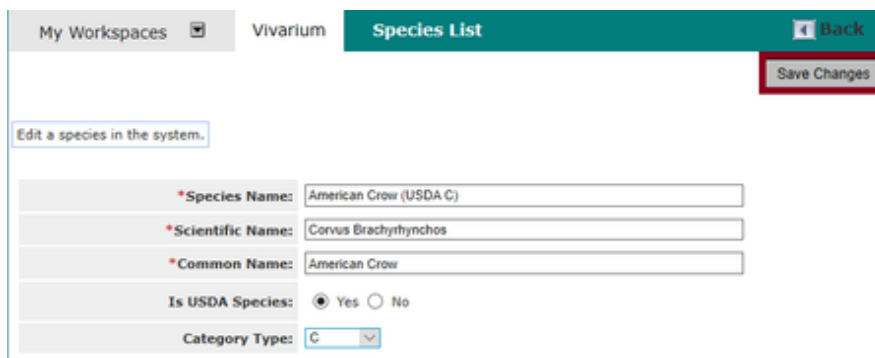 My Workspaces Vivarium Species List Back
Save Changes
Edit a species in the system.
*Species Name: American Crow (USDA C)
*Scientific Name: Corvus Brachyrhynchos
*Common Name: American Crow
Is USDA Species: Yes No
Category Type: C